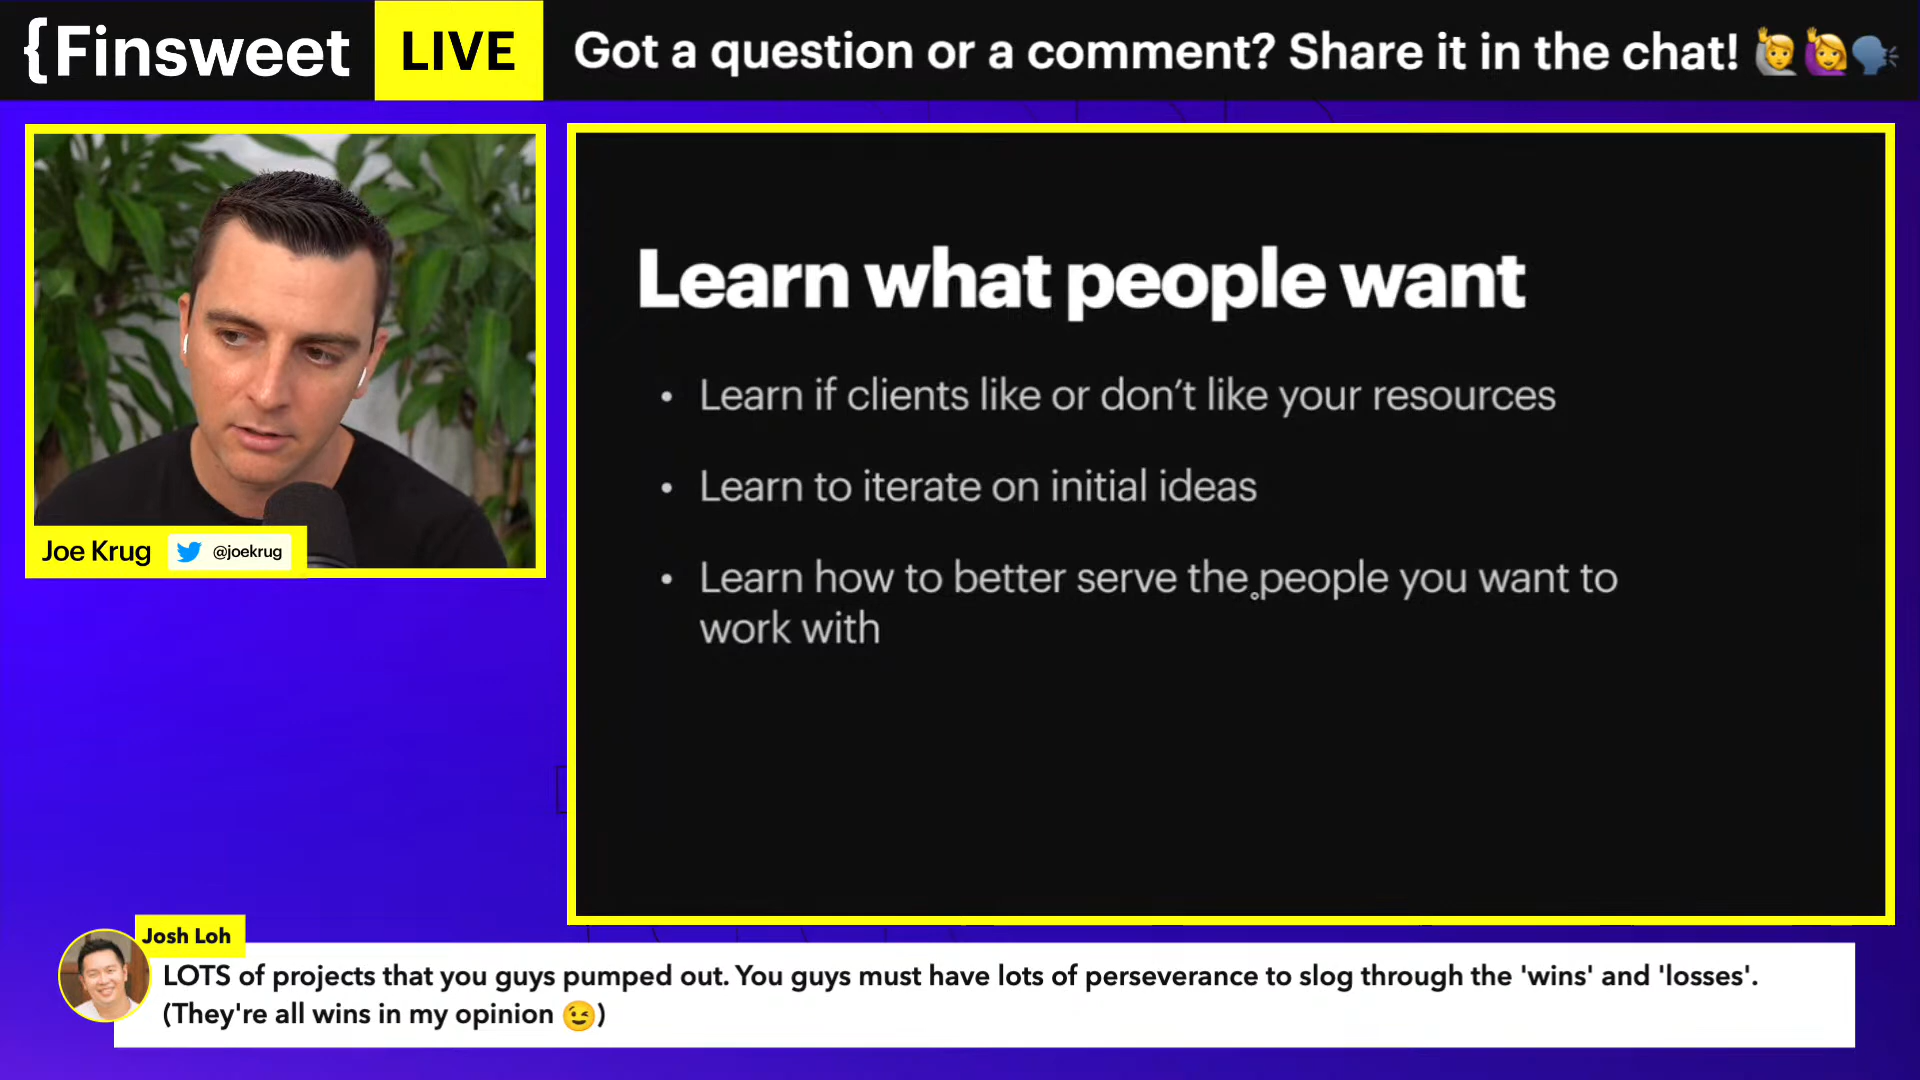 {Finsweet
LIVE
Got a question or a comment? Share it in the chat! 🙋🙋‍♀️🗣️
Joe Krug
@joekrug
Learn what people want
• Learn if clients like or don’t like your resources
• Learn to iterate on initial ideas
• Learn how to better serve the people you want to
work with
Josh Loh
LOTS of projects that you guys pumped out. You guys must have lots of perseverance to slog through the 'wins' and 'losses'.
(They're all wins in my opinion 😉)